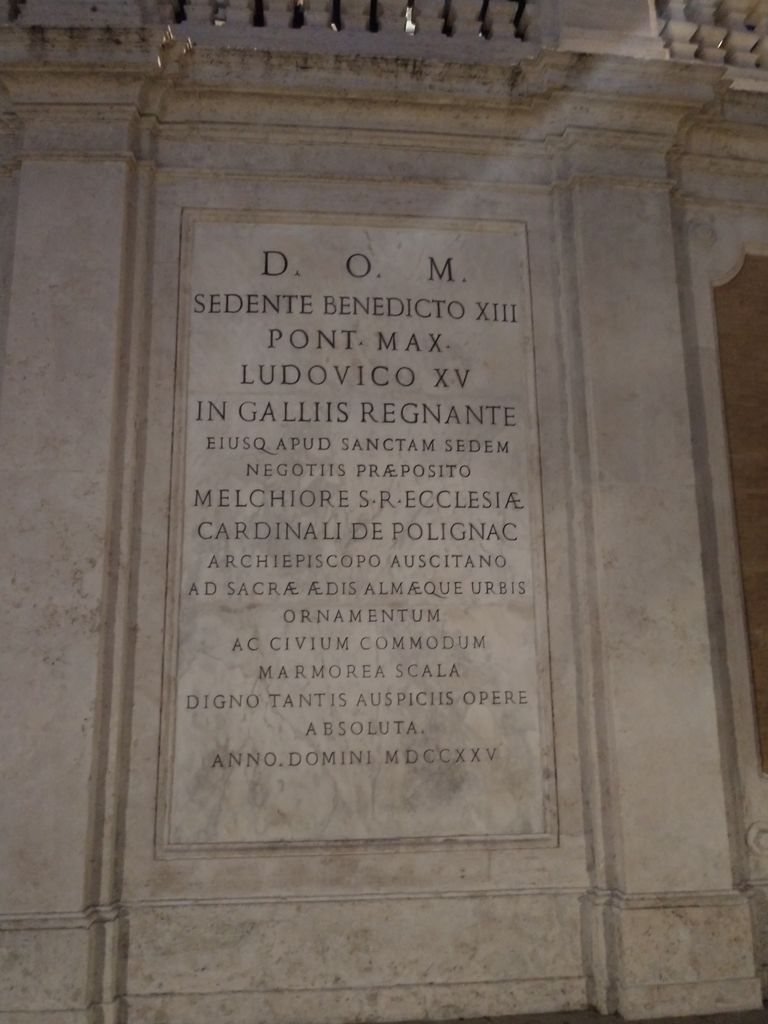 D. O. M.
SEDENTE BENEDICTO XIII
PONT· MAX·
LUDOVICO XV
IN GALLIIS REGNANTE
EIUSQ APUD SANCTAM SEDEM
NEGOTIIS PRÆPOSITO
MELCHIORE S·R·ECCLESIÆ
CARDINALI DE POLIGNAC
ARCHIEPISCOPO AUSCITANO
AD SACRÆ ÆDIS ALMÆQUE URBIS
ORNAMENTUM
AC CIVIUM COMMODUM
MARMOREA SCALA
DIGNO TANTIS AUSPICIIS OPERE
ABSOLUTA.
ANNO.DOMINI MDCCXXV